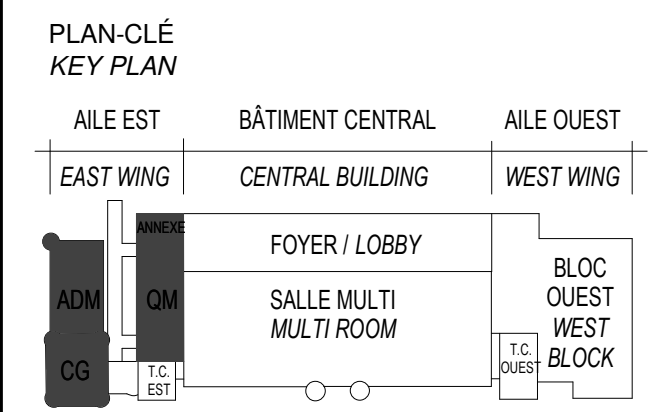 PLAN-CLÉ
KEY PLAN
AILE EST
BÂTIMENT CENTRAL
AILE OUEST
EAST WING
CENTRAL BUILDING
WEST WING
ANNEXE
FOYER / LOBBY
ADM
QM
SALLE MULTI
MULTI ROOM
BLOC
OUEST
WEST
BLOCK
CG
T.C.
EST
T.C.
OUEST